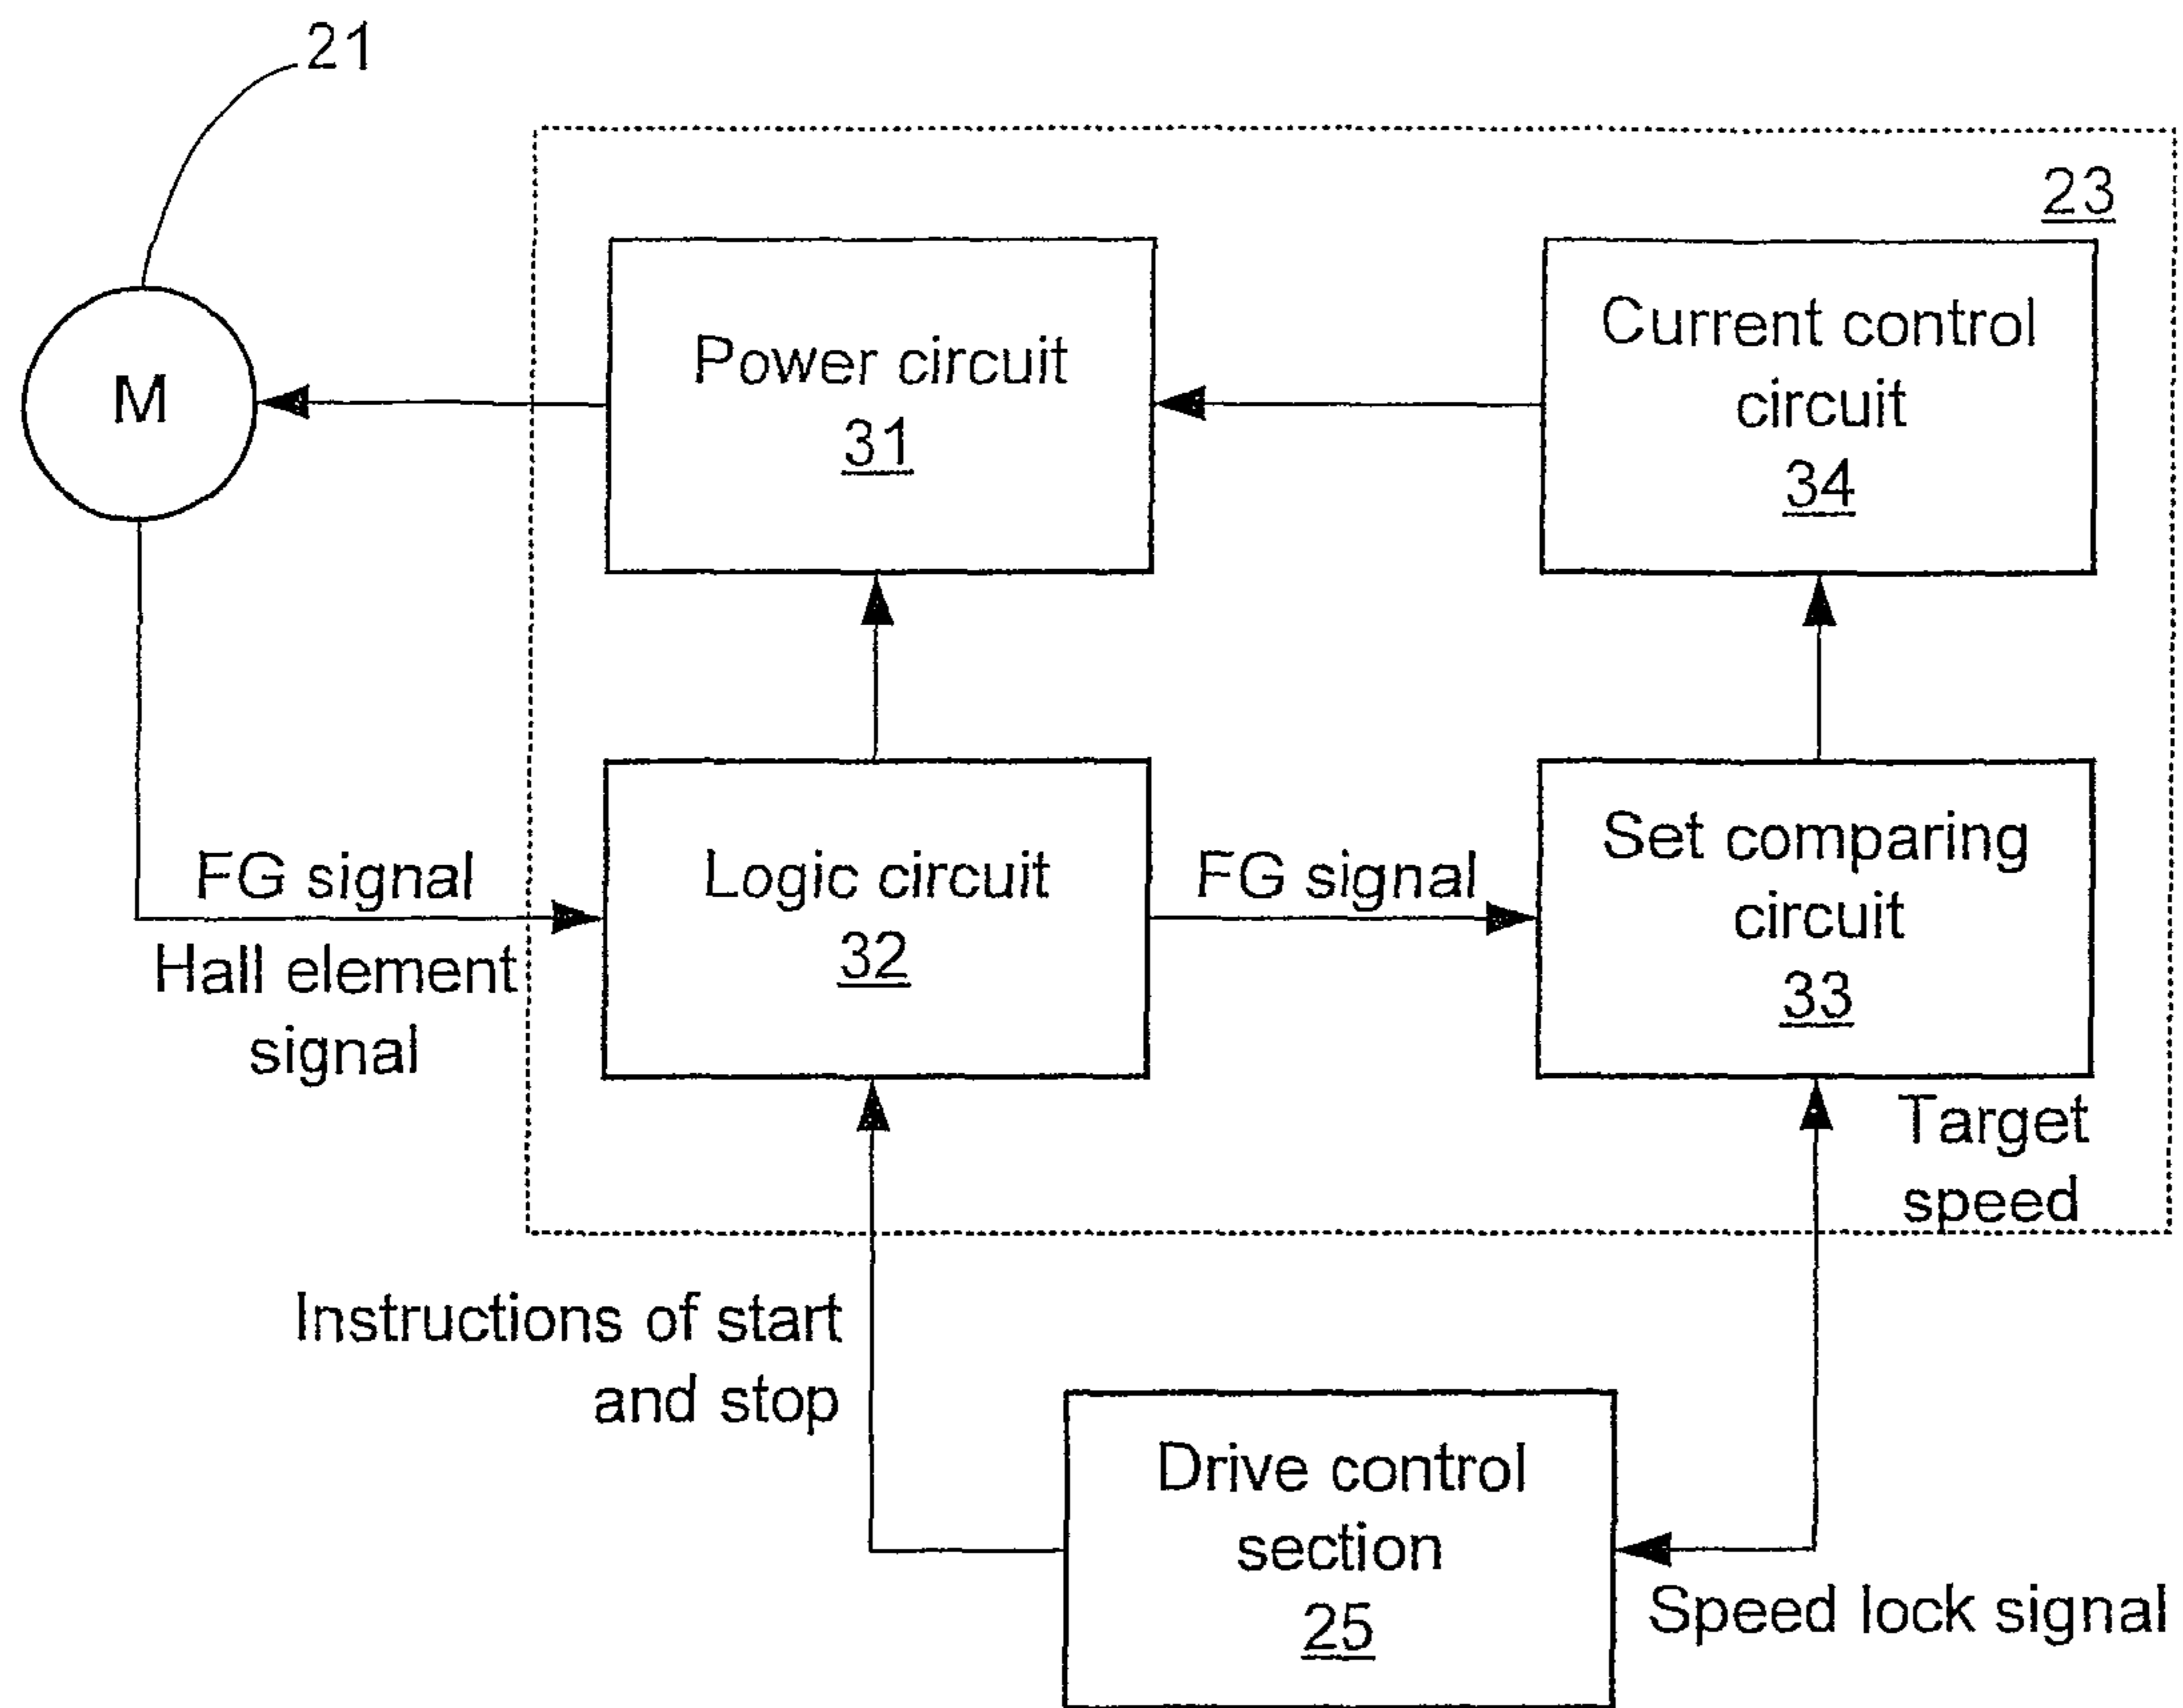 21
23
M
Power circuit
31
Current control
circuit
34
FG signal
Hall element
signal
Logic circuit
32
FG signal
Set comparing
circuit
33
Target
speed
Instructions of start
and stop
Drive control
section
25
Speed lock signal